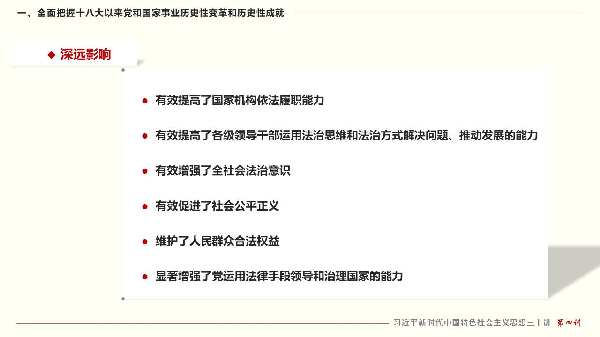 一、全面把握十八大以来党和国家事业历史性变革和历史性成就
深远影响
有效提高了国家机构依法履职能力
有效提高了各级领导干部运用法治思维和法治方式解决问题、推动发展的能力
有效增强了全社会法治意识
有效促进了社会公平正义
维护了人民群众合法权益
显著增强了党运用法律手段领导和治理国家的能力
习近平新时代中国特色社会主义思想三十讲 第四讲